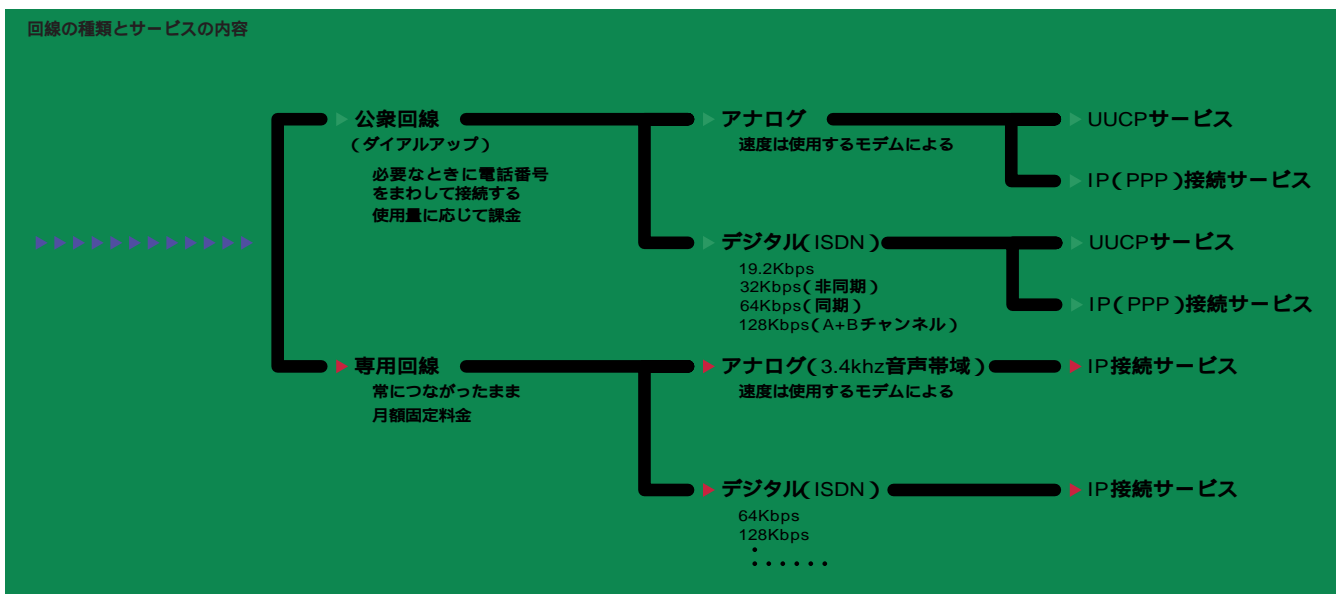 回線の種類とサービスの内容
公衆回線
(ダイアルアップ)
必要なときに電話番号
をまわして接続する
使用量に応じて課金
アナログ
速度は使用するモデムによる
UUCPサービス
IP(PPP)接続サービス
デジタル(ISDN)
19.2Kbps
32Kbps(非同期)
64Kbps(同期)
128Kbps(A+Bチャンネル)
UUCPサービス
IP(PPP)接続サービス
専用回線
常につながったまま
月額固定料金
アナログ(3.4khz音声帯域)
速度は使用するモデムによる
IP接続サービス
デジタル(ISDN)
64Kbps
128Kbps
・
・・・・・・
IP接続サービス